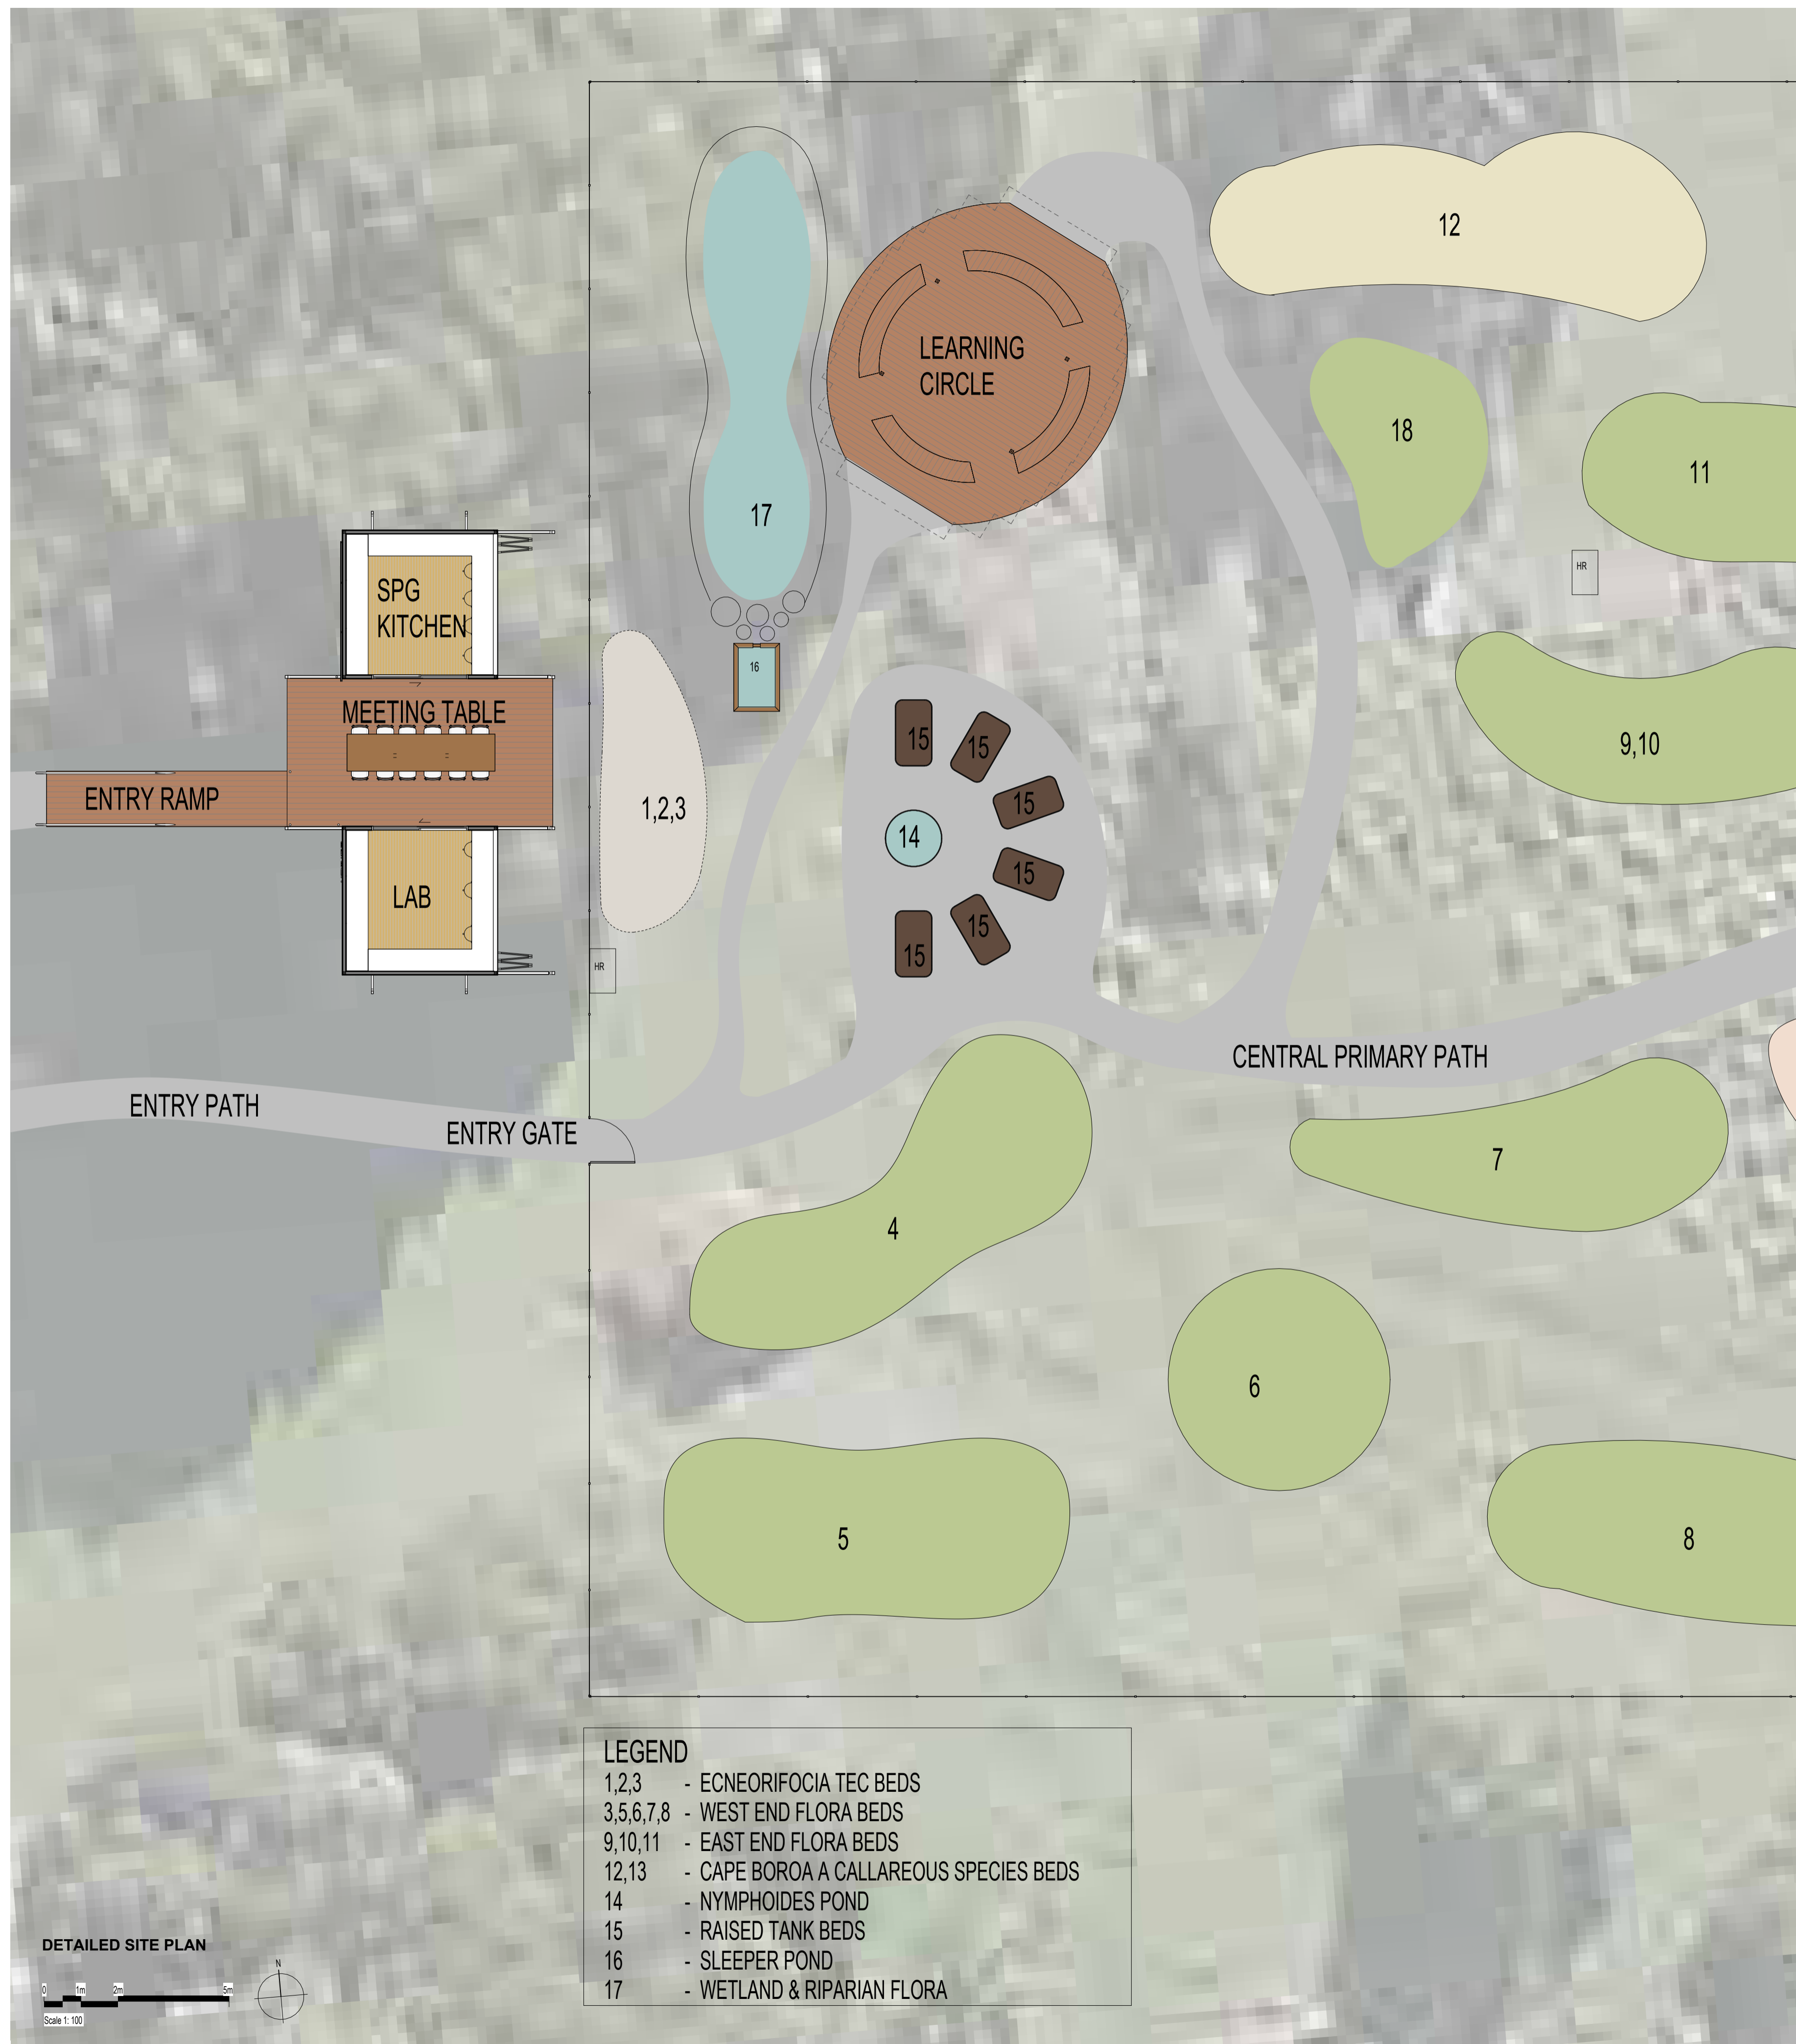 12
LEARNING
CIRCLE
18
11
17
HR
SPG
KITCHEN
16
MEETING TABLE
15
15
9,10
ENTRY RAMP
1,2,3
15
14
15
LAB
15
15
HR
CENTRAL PRIMARY PATH
ENTRY PATH
ENTRY GATE
7
4
6
5
8
LEGEND
1,2,3 - ECNEORIFOCIA TEC BEDS
3,5,6,7,8 - WEST END FLORA BEDS
9,10,11 - EAST END FLORA BEDS
12,13 - CAPE BOROA A CALLAREOUS SPECIES BEDS
14 - NYMPHOIDES POND
15 - RAISED TANK BEDS
16 - SLEEPER POND
17 - WETLAND & RIPARIAN FLORA
DETAILED SITE PLAN
N
0 1m 2m 5m
Scale 1: 100